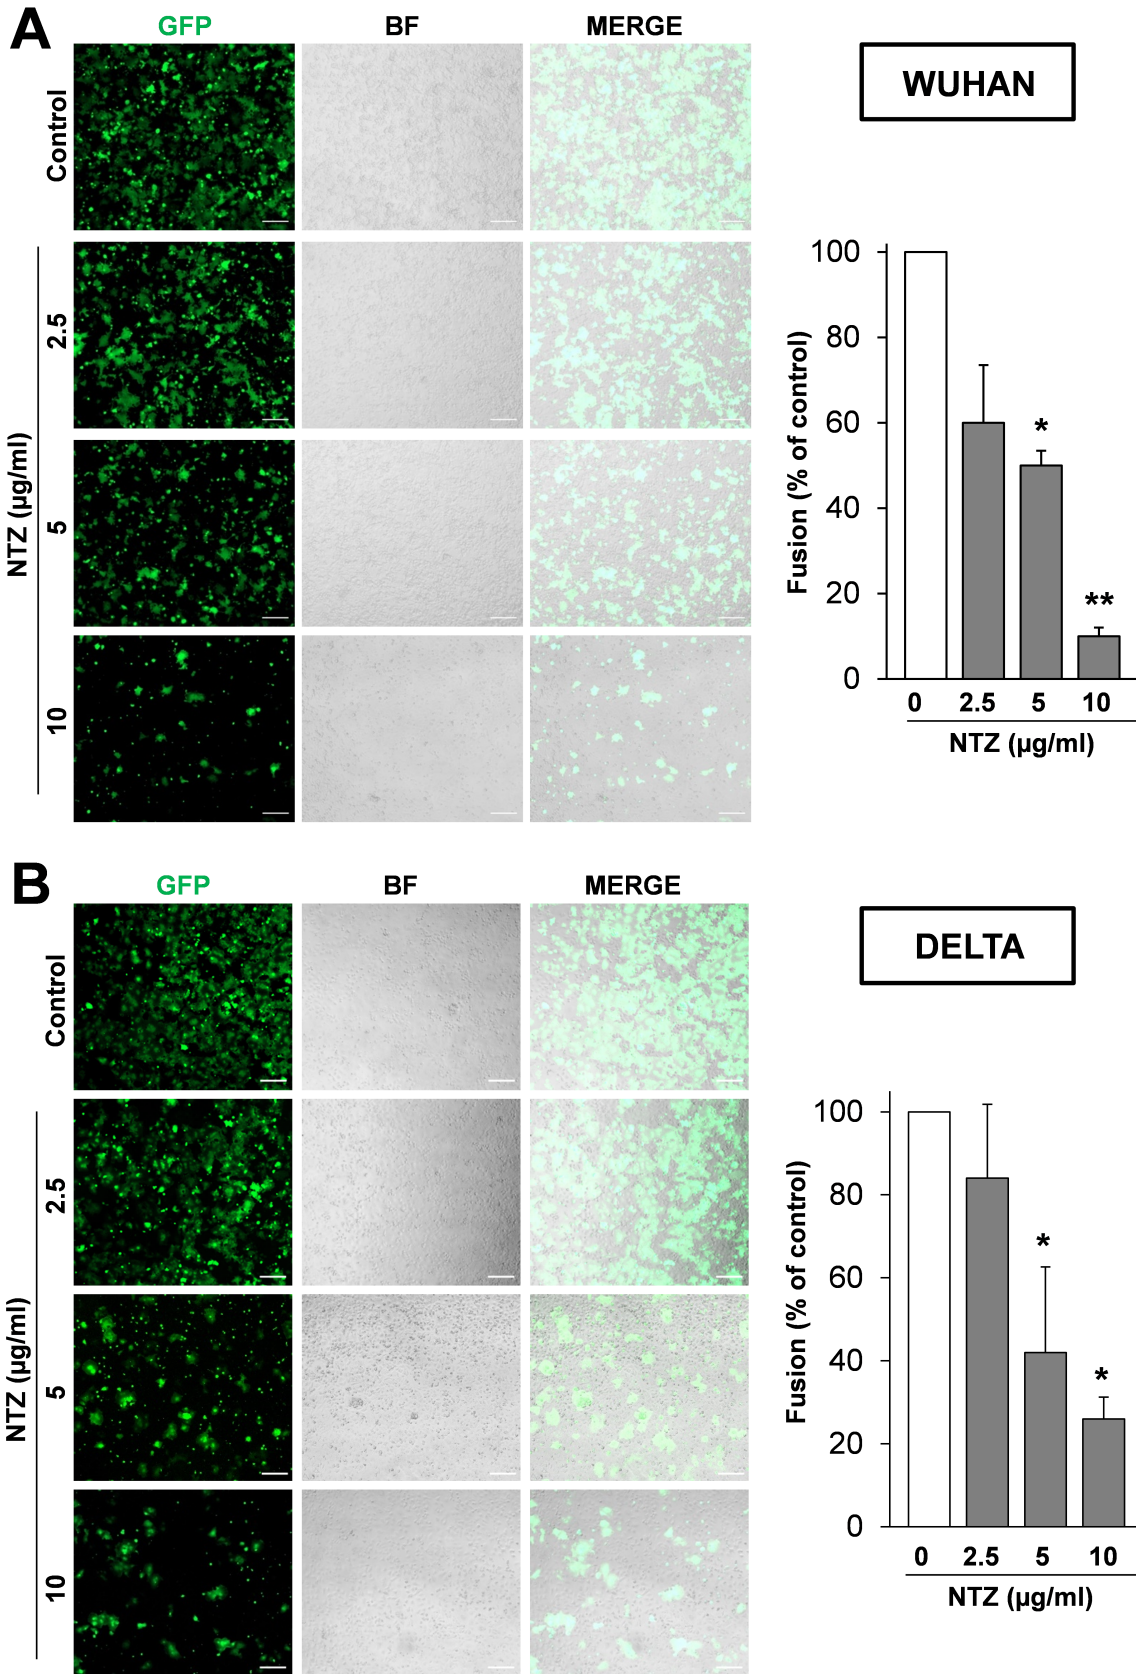 A
GFP
BF
MERGE
WUHAN
Control
2.5
5
10
NTZ (µg/ml)
Fusion (% of control)
100
80
60
40
20
0
*
**
0 2.5 5 10
NTZ (µg/ml)
B
GFP
BF
MERGE
DELTA
Control
2.5
5
10
NTZ (µg/ml)
Fusion (% of control)
100
80
60
40
20
0
*
*
0 2.5 5 10
NTZ (µg/ml)